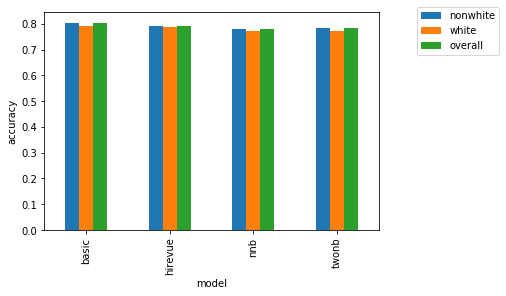 nonwhite
white
overall
0.8
0.7
0.6
0.5
0.4
0.3
0.2
0.1
0.0
accuracy
basic
hirevue
nnb
twonb
model